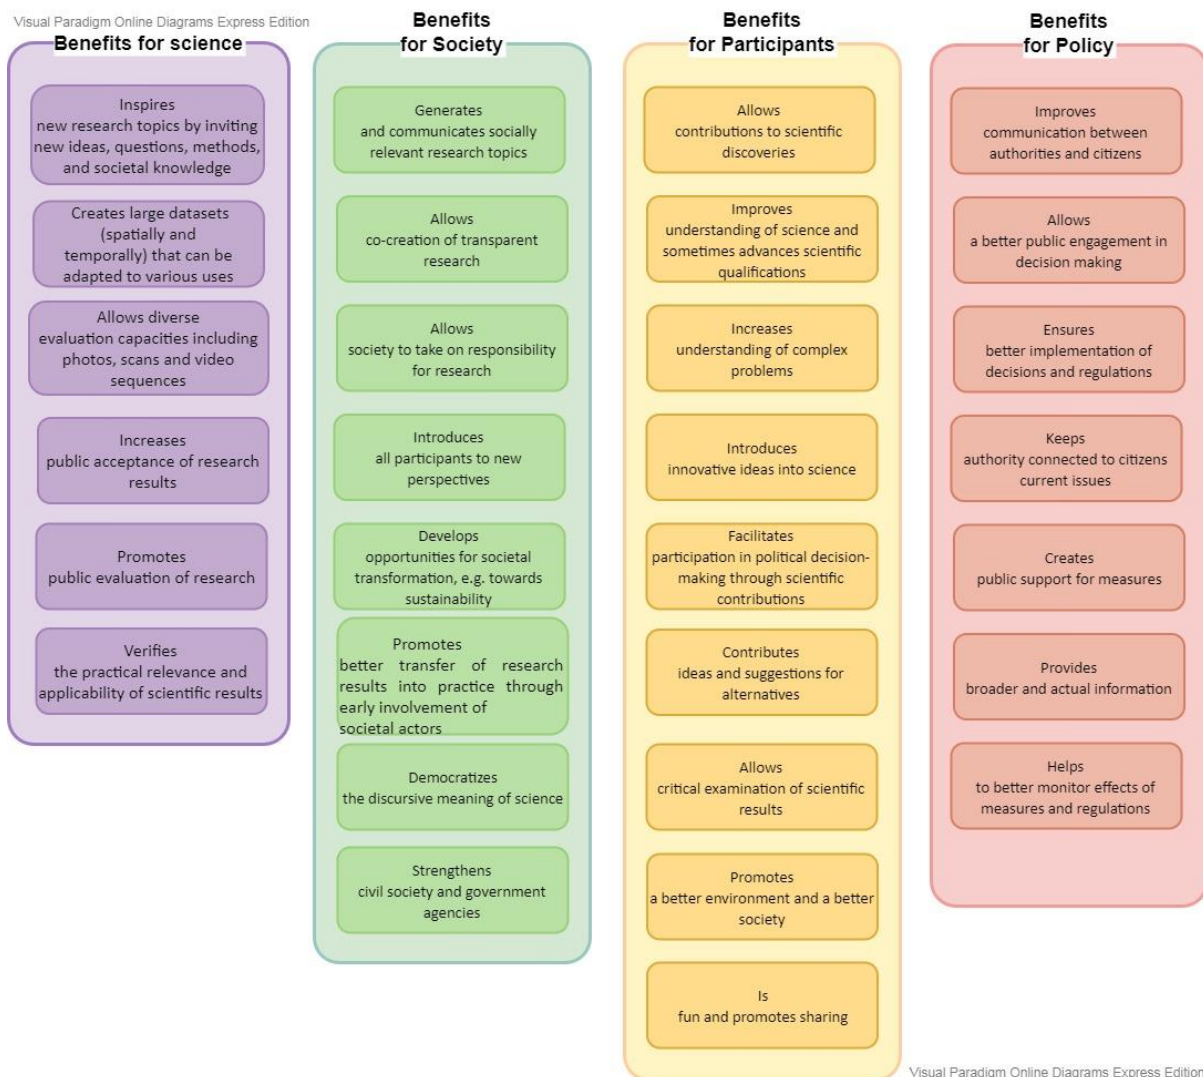 Visual Paradigm Online Diagrams Express Edition
Benefits for science
Inspires
new research topics by inviting
new ideas, questions, methods,
and societal knowledge
Creates large datasets
(spatially and
temporally) that can be
adapted to various uses
Allows diverse
evaluation capacities including
photos, scans and video
sequences
Increases
public acceptance of research
results
Promotes
public evaluation of research
Verifies
the practical relevance and
applicability of scientific results
Benefits
for Society
Generates
and communicates socially
relevant research topics
Allows
co-creation of transparent
research
Allows
society to take on responsibility
for research
Introduces
all participants to new
perspectives
Develops
opportunities for societal
transformation, e.g. towards
sustainability
Promotes
better transfer of research
results into practice through
early involvement of
societal actors
Democratizes
the discursive meaning of science
Strengthens
civil society and government
agencies
Benefits
for Participants
Allows
contributions to scientific
discoveries
Improves
understanding of science and
sometimes advances scientific
qualifications
Increases
understanding of complex
problems
Introduces
innovative ideas into science
Facilitates
participation in political decision-
making through scientific
contributions
Contributes
ideas and suggestions for
alternatives
Allows
critical examination of scientific
results
Promotes
a better environment and a better
society
Is
fun and promotes sharing
Benefits
for Policy
Improves
communication between
authorities and citizens
Allows
a better public engagement in
decision making
Ensures
better implementation of
decisions and regulations
Keeps
authority connected to citizens
current issues
Creates
public support for measures
Provides
broader and actual information
Helps
to better monitor effects of
measures and regulations
Visual Paradigm Online Diagrams Express Edition